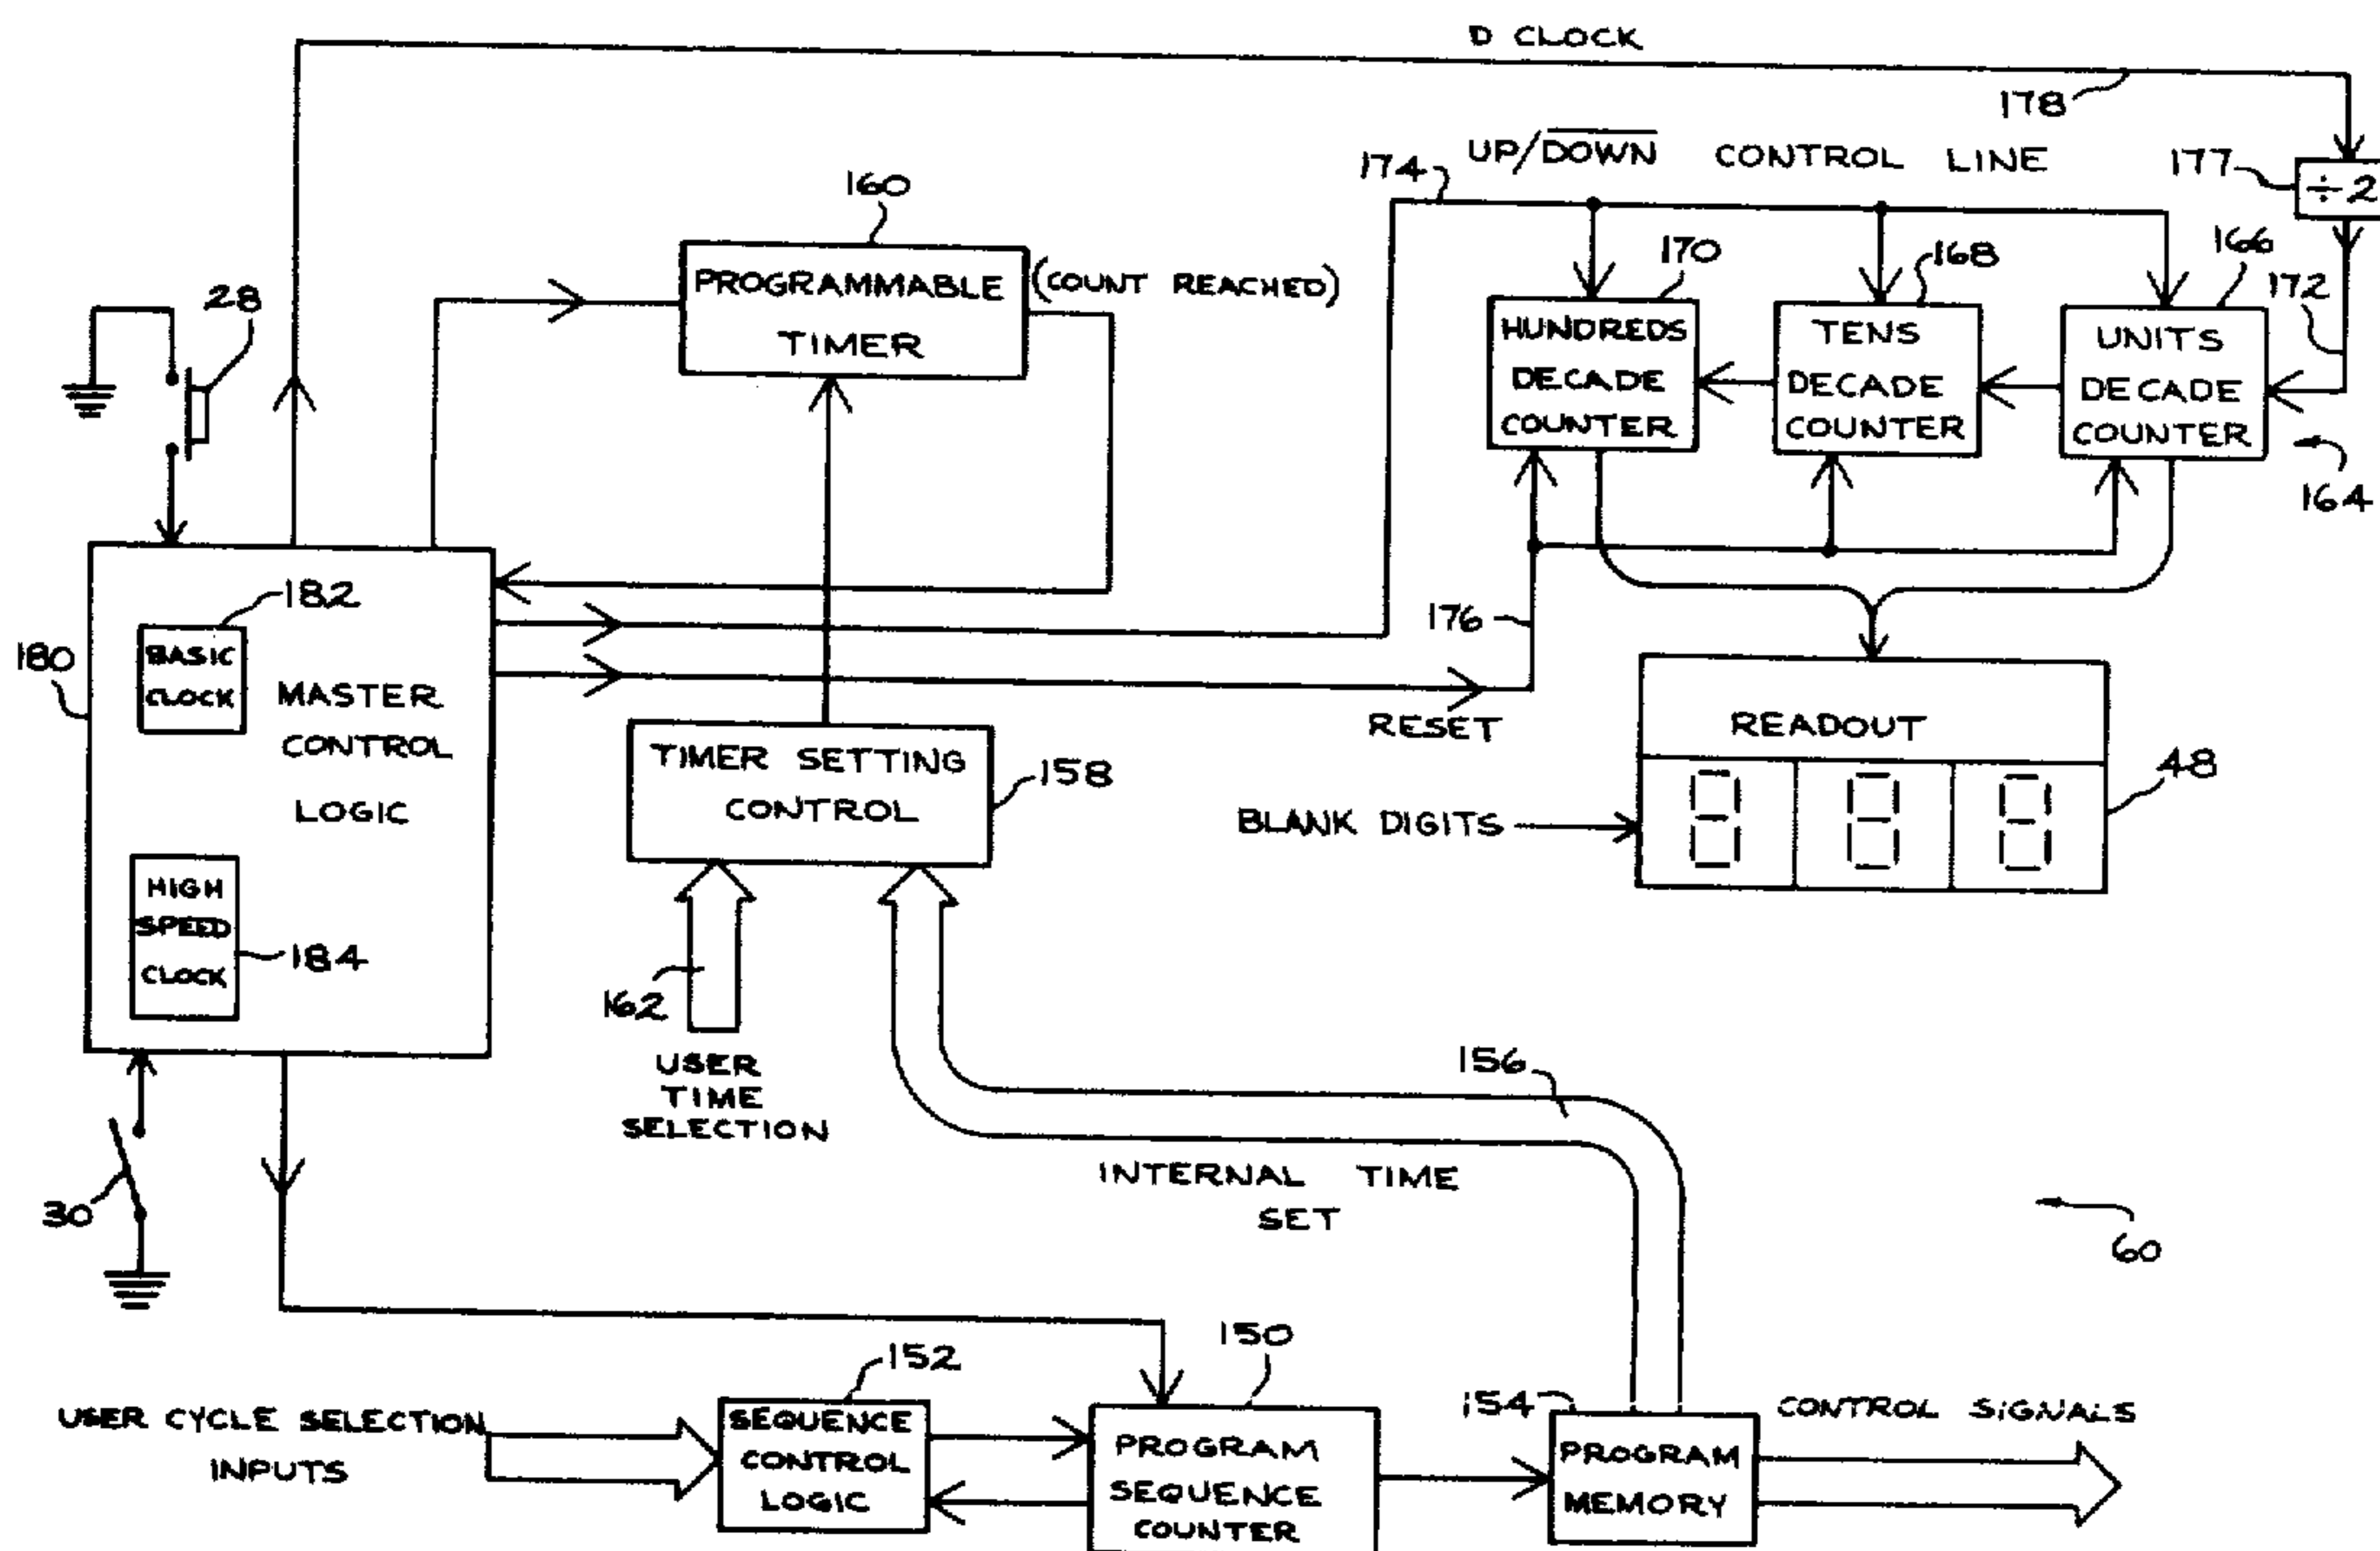 D CLOCK
178
UP/DOWN CONTROL LINE
174
177
÷2
160
PROGRAMMABLE
TIMER
(COUNT REACHED)
170
168
166
172
HUNDREDS
DECADE
COUNTER
TENS
DECADE
COUNTER
UNITS
DECADE
COUNTER
164
28
182
180
BASIC
CLOCK
MASTER
CONTROL
LOGIC
HIGH
SPEED
CLOCK
184
176
RESET
TIMER SETTING
CONTROL
158
READOUT
8 8 8
48
BLANK DIGITS
162
USER
TIME
SELECTION
156
INTERNAL TIME
SET
30
60
USER CYCLE SELECTION
INPUTS
152
SEQUENCE
CONTROL
LOGIC
150
PROGRAM
SEQUENCE
COUNTER
154
PROGRAM
MEMORY
CONTROL SIGNALS